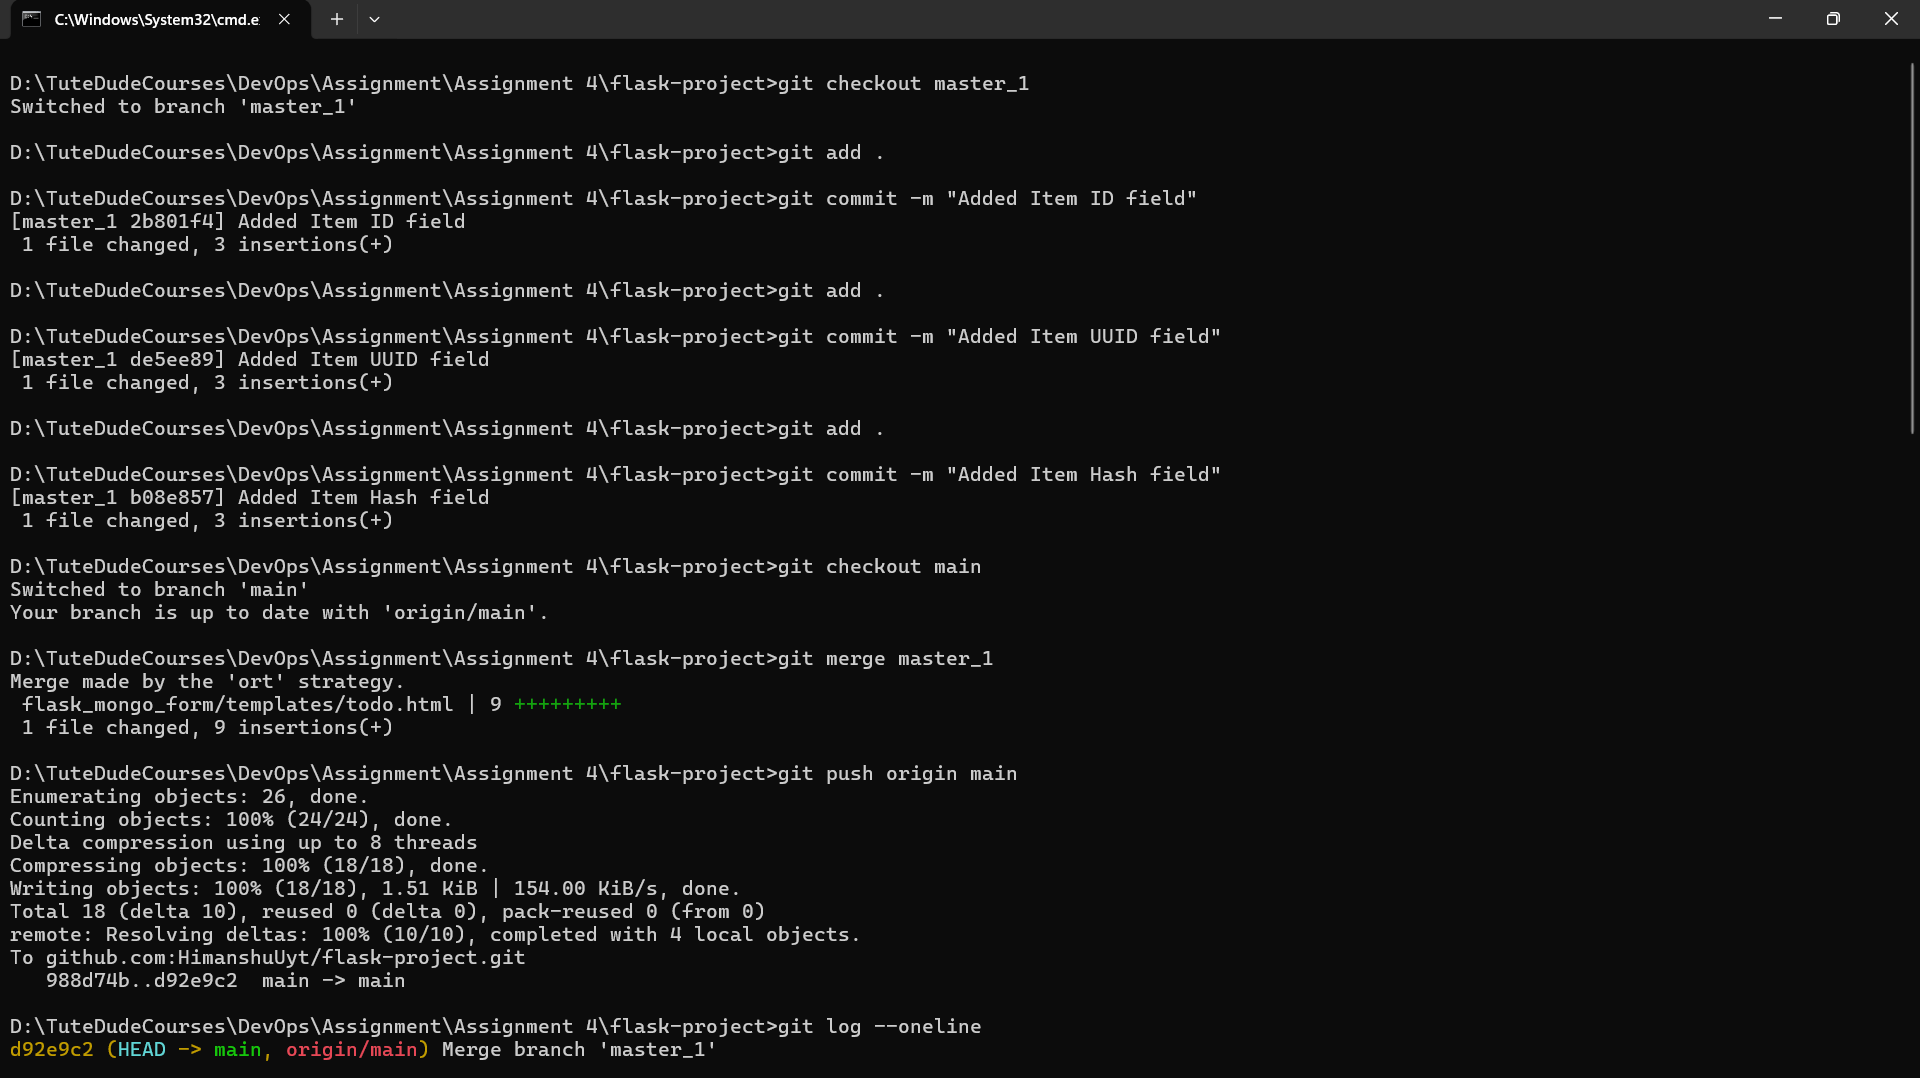 C:\Windows\System32\cmd.e
D:\TuteDudeCourses\DevOps\Assignment\Assignment 4\flask-project>git checkout master_1
Switched to branch 'master_1'
D:\TuteDudeCourses\DevOps\Assignment\Assignment 4\flask-project>git add .
D:\TuteDudeCourses\DevOps\Assignment\Assignment 4\flask-project>git commit -m "Added Item ID field"
[master_1 2b801f4] Added Item ID field
 1 file changed, 3 insertions(+)
D:\TuteDudeCourses\DevOps\Assignment\Assignment 4\flask-project>git add .
D:\TuteDudeCourses\DevOps\Assignment\Assignment 4\flask-project>git commit -m "Added Item UUID field"
[master_1 de5ee89] Added Item UUID field
 1 file changed, 3 insertions(+)
D:\TuteDudeCourses\DevOps\Assignment\Assignment 4\flask-project>git add .
D:\TuteDudeCourses\DevOps\Assignment\Assignment 4\flask-project>git commit -m "Added Item Hash field"
[master_1 b08e857] Added Item Hash field
 1 file changed, 3 insertions(+)
D:\TuteDudeCourses\DevOps\Assignment\Assignment 4\flask-project>git checkout main
Switched to branch 'main'
Your branch is up to date with 'origin/main'.
D:\TuteDudeCourses\DevOps\Assignment\Assignment 4\flask-project>git merge master_1
Merge made by the 'ort' strategy.
 flask_mongo_form/templates/todo.html | 9 +++++++++
 1 file changed, 9 insertions(+)
D:\TuteDudeCourses\DevOps\Assignment\Assignment 4\flask-project>git push origin main
Enumerating objects: 26, done.
Counting objects: 100% (24/24), done.
Delta compression using up to 8 threads
Compressing objects: 100% (18/18), done.
Writing objects: 100% (18/18), 1.51 KiB | 154.00 KiB/s, done.
Total 18 (delta 10), reused 0 (delta 0), pack-reused 0 (from 0)
remote: Resolving deltas: 100% (10/10), completed with 4 local objects.
To github.com:HimanshuUyt/flask-project.git
   988d74b..d92e9c2  main -> main
D:\TuteDudeCourses\DevOps\Assignment\Assignment 4\flask-project>git log --oneline
d92e9c2 (HEAD -> main, origin/main) Merge branch 'master_1'